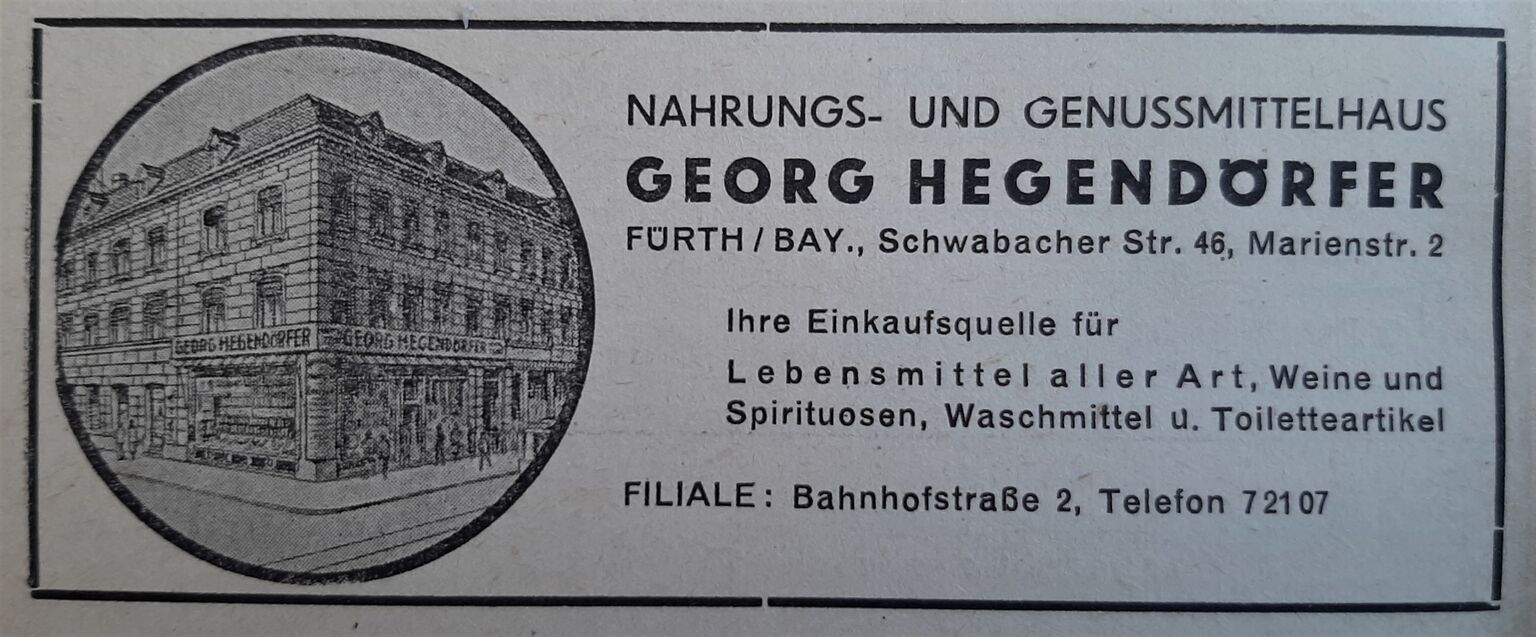 GEORG HEGENDÖRFER
GEORG HEGENDÖRFER
NAHRUNGS- UND GENUSSMITTELHAUS
GEORG HEGENDÖRFER
FÜRTH / BAY., Schwabacher Str. 46, Marienstr. 2
Ihre Einkaufsquelle für
Lebensmittel aller Art, Weine und
Spirituosen, Waschmittel u. Toiletteartikel
FILIALE: Bahnhofstraße 2, Telefon 72107